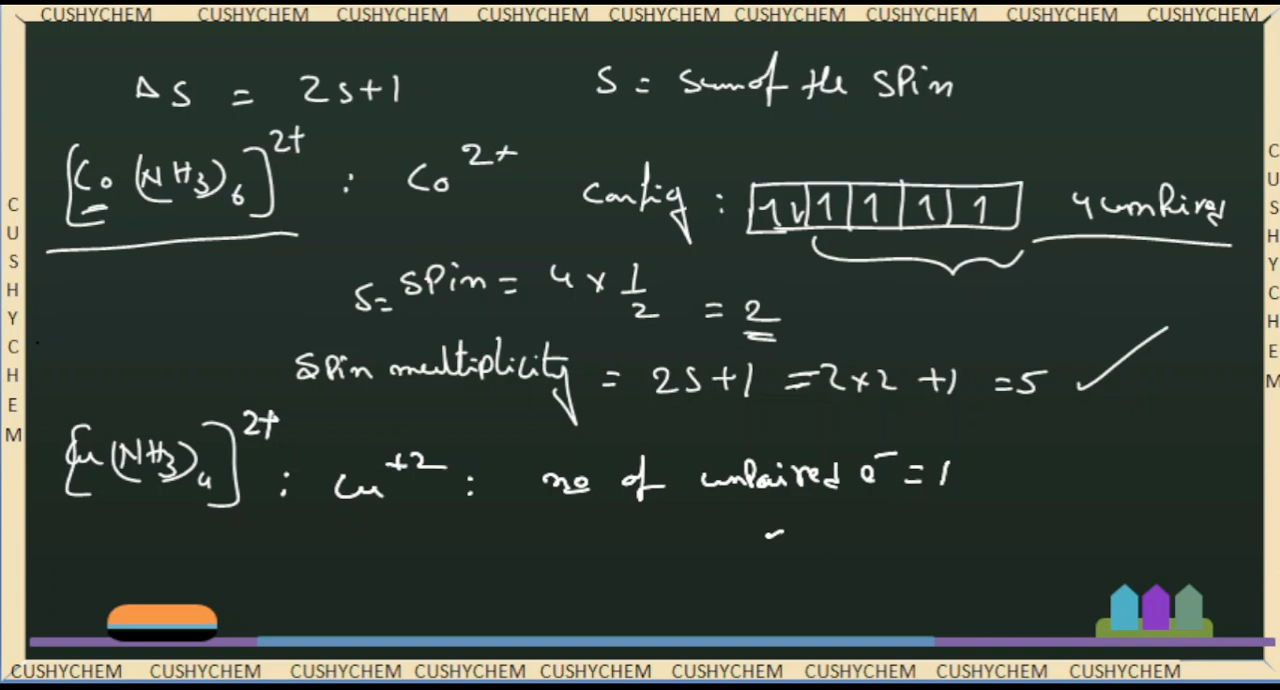 CUSHYCHEM CUSHYCHEM CUSHYCHEM CUSHYCHEM CUSHYCHEM CUSHYCHEM CUSHYCHEM CUSHYCHEM CUSHYCHEM
ΔS = 2s+1 S = sum of the spin
[Co(NH3)6]2+ : Co2+ Config : 1↓ 1 1 1 1 4 unpaired
S= spin = 4 x 1/2 = 2
spin multiplicity = 2S+1 = 2x2+1 = 5 ✓
[Cu(NH3)4]2+ : Cu+2 : no of unpaired e- = 1
CUSHYCHEM
CUSHYCHEM
CUSHYCHEM CUSHYCHEM CUSHYCHEM CUSHYCHEM CUSHYCHEM CUSHYCHEM CUSHYCHEM CUSHYCHEM CUSHYCHEM